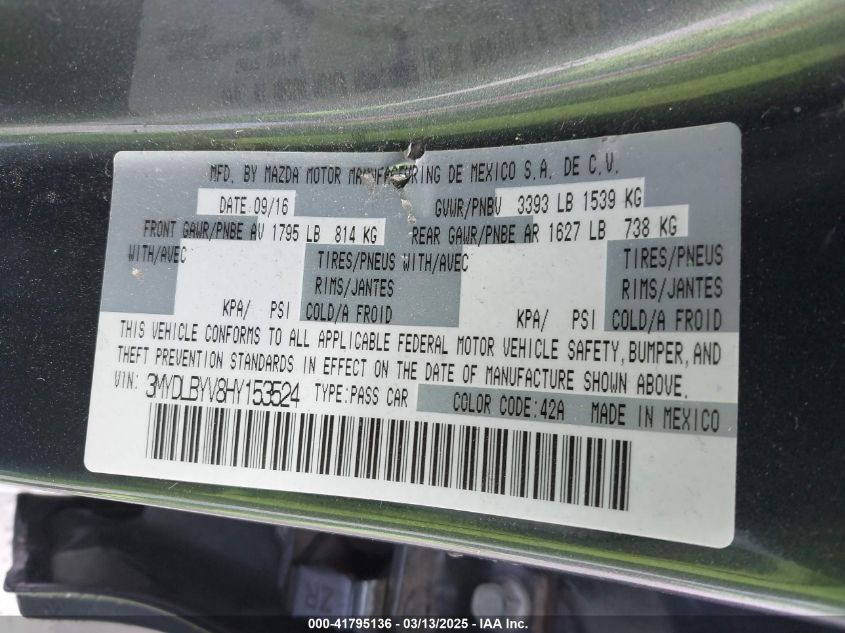 MFD. BY MAZDA MOTOR MANUFACTURING DE MEXICO S.A. DE C.V.
DATE 09/16 GVWR/PNBV 3393 LB 1539 KG
FRONT GAWR/PNBE AV 1795 LB 814 KG REAR GAWR/PNBE AR 1627 LB 738 KG
WITH/AVEC TIRES/PNEUS WITH/AVEC TIRES/PNEUS
RIMS/JANTES RIMS/JANTES
KPA/ PSI COLD/A FROID KPA/ PSI COLD/A FROID
THIS VEHICLE CONFORMS TO ALL APPLICABLE FEDERAL MOTOR VEHICLE SAFETY, BUMPER, AND
THEFT PREVENTION STANDARDS IN EFFECT ON THE DATE OF MANUFACTURE SHOWN ABOVE.
VIN: 3MYDLBYV8HY153524 TYPE:PASS CAR COLOR CODE:42A MADE IN MEXICO
ZR
000-41795136 - 03/13/2025 - IAAI.com